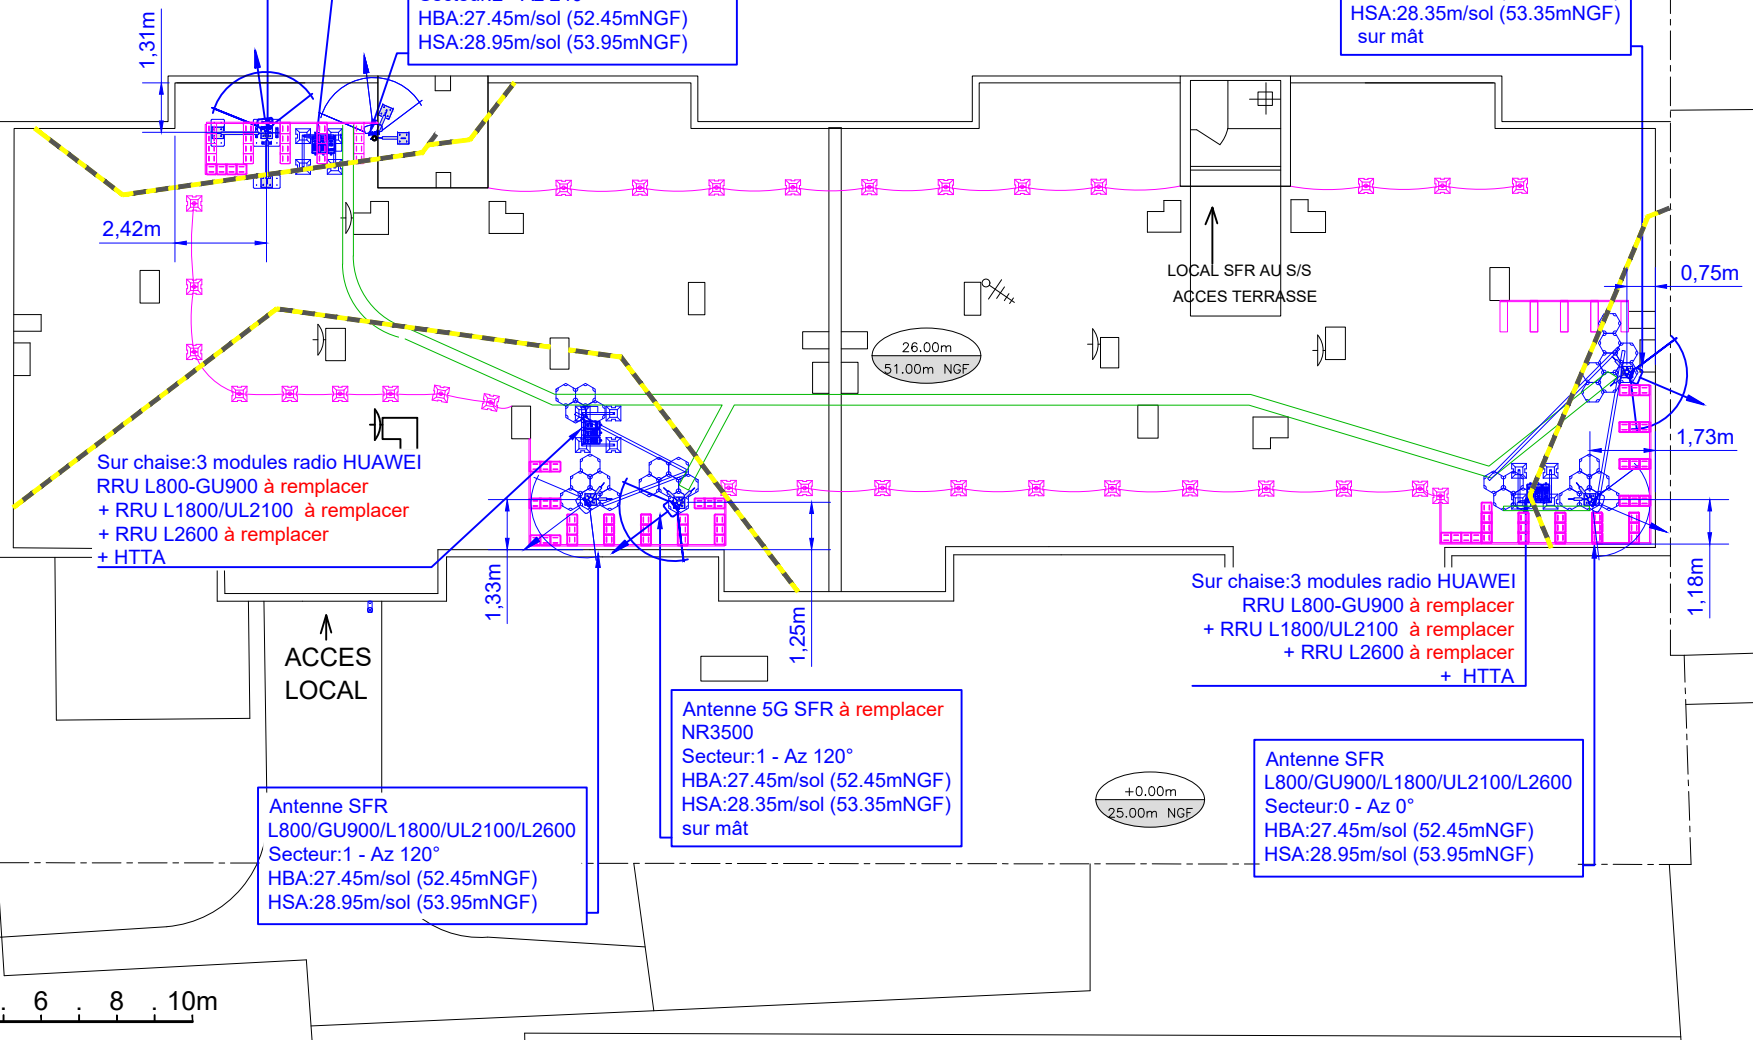 HBA:27.45m/sol (52.45mNGF)
HSA:28.95m/sol (53.95mNGF)
HSA:28.35m/sol (53.35mNGF)
sur mât
1,31m
2,42m
LOCAL SFR AU S/S
ACCES TERRASSE
0,75m
26.00m
51.00m NGF
1,73m
Sur chaise:3 modules radio HUAWEI
RRU L800-GU900 à remplacer
+ RRU L1800/UL2100 à remplacer
+ RRU L2600 à remplacer
+ HTTA
1,33m
1,25m
1,18m
Sur chaise:3 modules radio HUAWEI
RRU L800-GU900 à remplacer
+ RRU L1800/UL2100 à remplacer
+ RRU L2600 à remplacer
+ HTTA
ACCES
LOCAL
Antenne 5G SFR à remplacer
NR3500
Secteur:1 - Az 120°
HBA:27.45m/sol (52.45mNGF)
HSA:28.35m/sol (53.35mNGF)
sur mât
Antenne SFR
L800/GU900/L1800/UL2100/L2600
Secteur:0 - Az 0°
HBA:27.45m/sol (52.45mNGF)
HSA:28.95m/sol (53.95mNGF)
+0.00m
25.00m NGF
Antenne SFR
L800/GU900/L1800/UL2100/L2600
Secteur:1 - Az 120°
HBA:27.45m/sol (52.45mNGF)
HSA:28.95m/sol (53.95mNGF)
. 6 . 8 . 10m